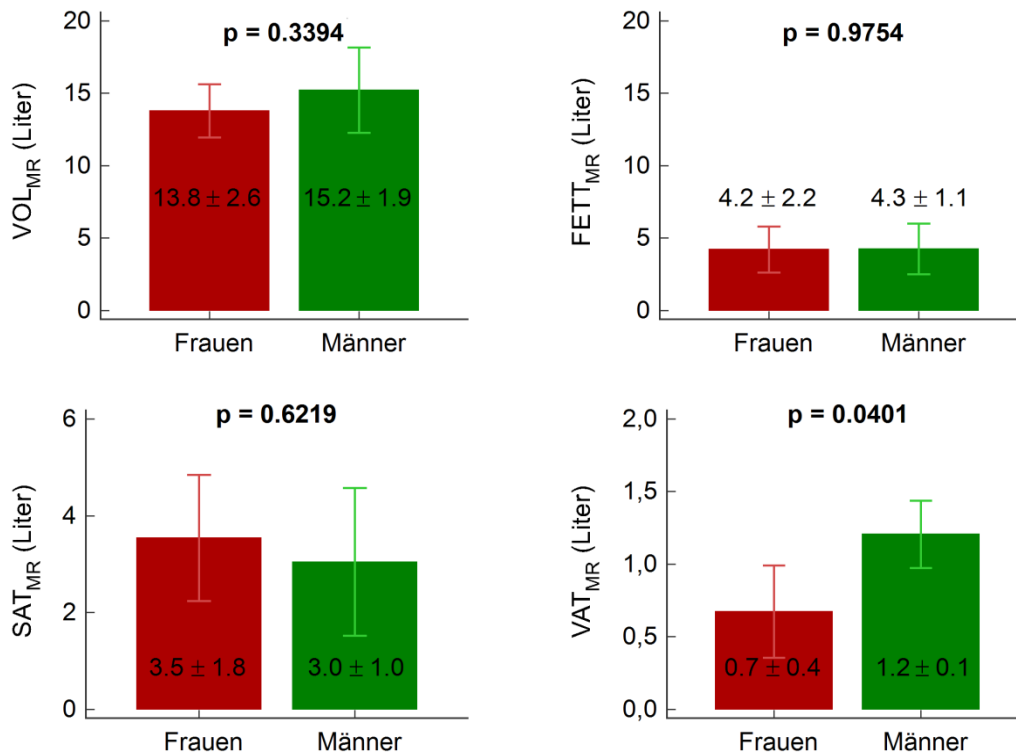 VOL_MR (Liter)
20
15
10
5
0
p = 0.3394
13.8 ± 2.6
15.2 ± 1.9
Frauen
Männer
FETT_MR (Liter)
20
15
10
5
0
p = 0.9754
4.2 ± 2.2
4.3 ± 1.1
Frauen
Männer
SAT_MR (Liter)
6
4
2
0
p = 0.6219
3.5 ± 1.8
3.0 ± 1.0
Frauen
Männer
VAT_MR (Liter)
2,0
1,5
1,0
0,5
0,0
p = 0.0401
0.7 ± 0.4
1.2 ± 0.1
Frauen
Männer